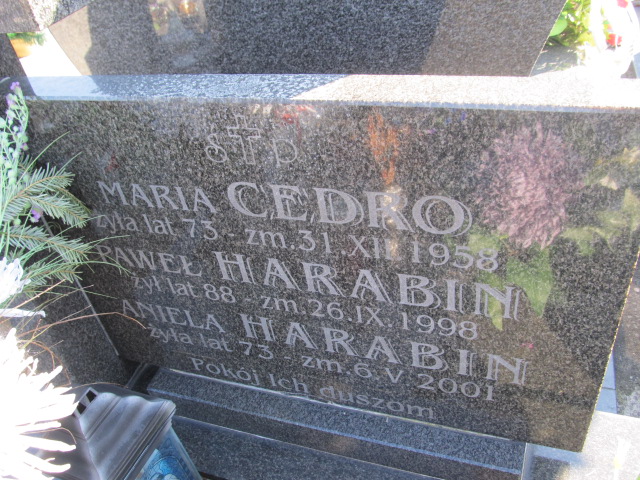 Ś T P
MARIA CEDRO
żyła lat 73 - zm. 31. XII. 1958
PAWEŁ HARABIN
żył lat 88 - zm. 26. IX. 1998
ANIELA HARABIN
żyła lat 73 - zm. 6. V. 2001
Pokój Ich duszom